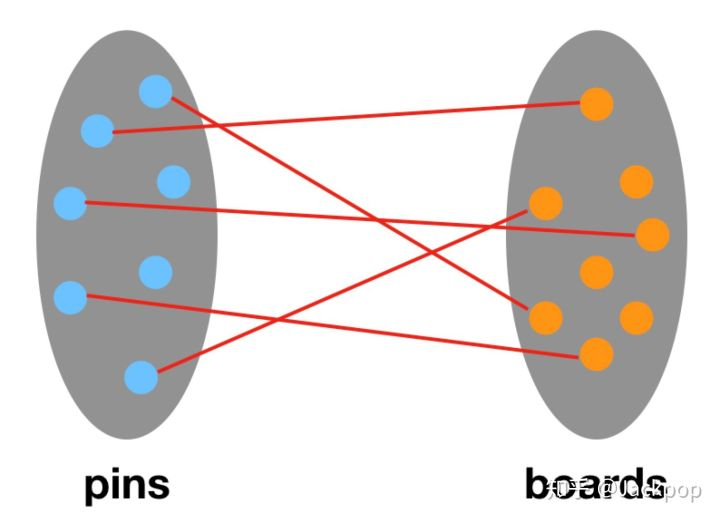 pins
boards
知乎 @Jackpop